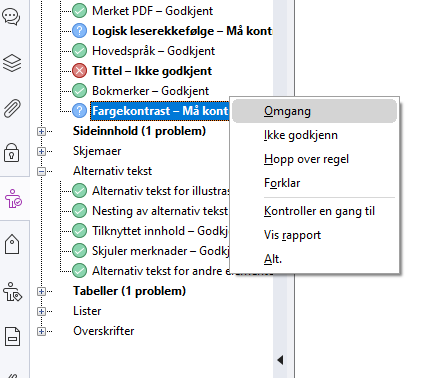 Merket PDF – Godkjent
Logisk leserekkefølge – Må kont
Hovedspråk – Godkjent
Tittel – Ikke godkjent
Bokmerker – Godkjent
Fargekontrast – Må kont
Sideinnhold (1 problem)
Skjemaer
Alternativ tekst
Alternativ tekst for illustras
Nesting av alternativ tekst
Tilknyttet innhold – Godkj
Skjuler merknader – Godkj
Alternativ tekst for andre elemente
Tabeller (1 problem)
Lister
Overskrifter
Omgang
Ikke godkjenn
Hopp over regel
Forklar
Kontroller en gang til
Vis rapport
Alt.